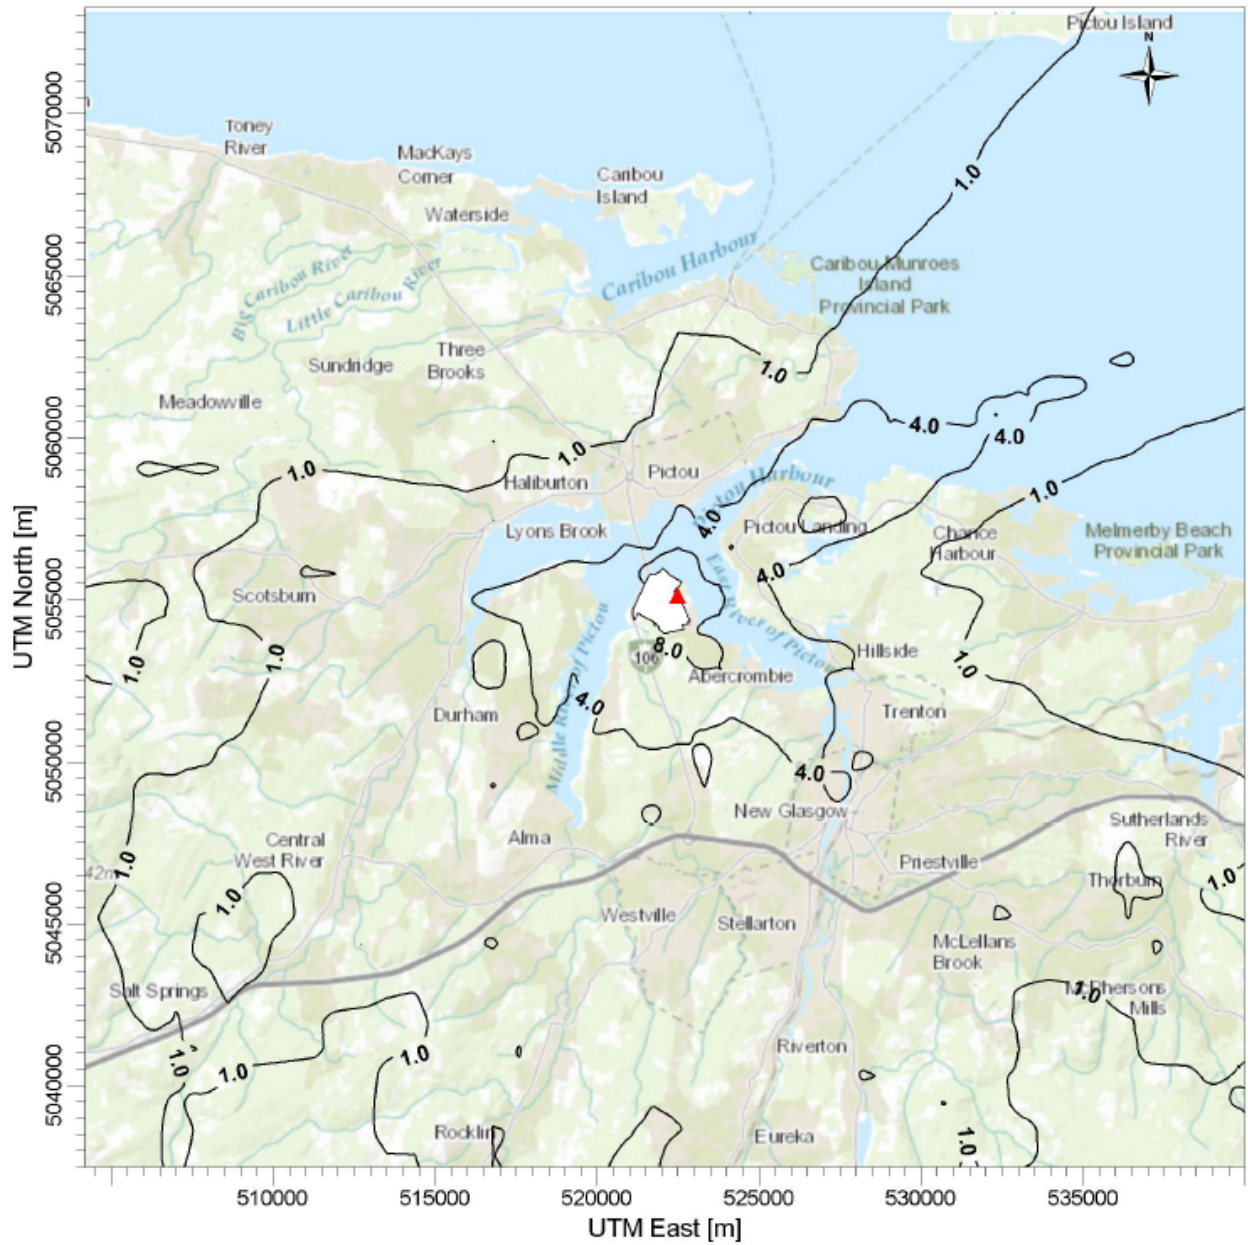 Pictou Island
N
5070000
Toney
River
MacKays
Corner
Caribou
Island
1.0
Waterside
5065000
Big Caribou River
Little Caribou River
Caribou Harbour
Caribou-Munroes
Island
Provincial Park
Three
Brooks
Sundridge
1.0
Meadowville
5060000
4.0
4.0
1.0
1.0
Haliburton
Pictou
Pictou Harbour
1.0
Lyons Brook
4.0
Pictou Landing
Chance
Harbour
Melmerby Beach
Provincial Park
4.0
5055000
Scotsburn
East River of Pictou
UTM North [m]
1.0
1.0
Middle River of Pictou
8.0
106
Hillside
1.0
Abercrombie
4.0
Durham
Trenton
5050000
4.0
New Glasgow
Sutherlands
River
Central
West River
Alma
1.0
42m
Priestville
Thorburn
1.0
1.0
5045000
Westville
Stellarton
McLellans
Brook
Salt Springs
McPhersons
Mills
1.0
1.0
1.0
1.0
Riverton
5040000
Rocklin
Eureka
1.0
510000
515000
520000
525000
530000
535000
UTM East [m]